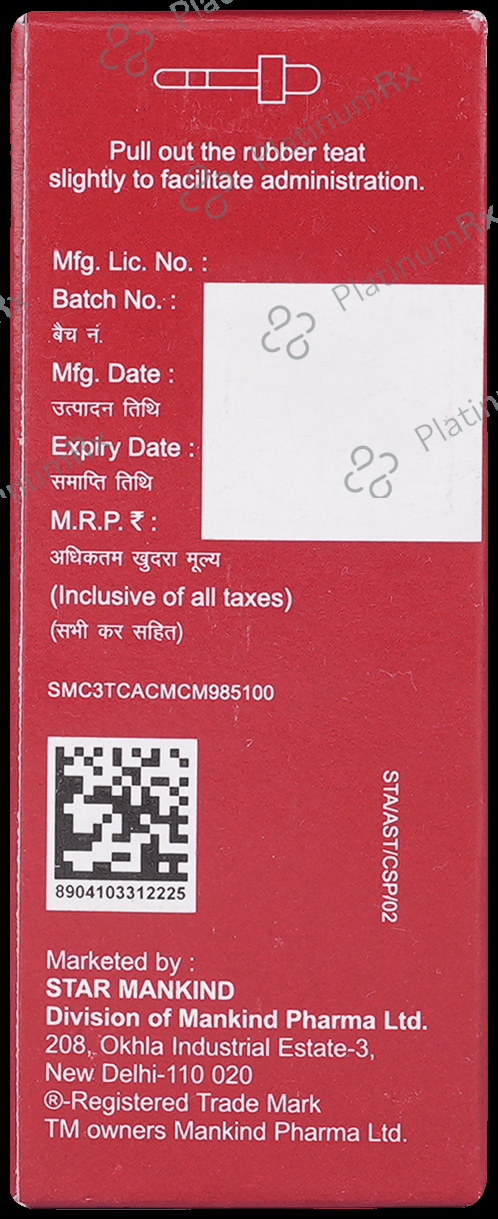 Pull out the rubber teat
slightly to facilitate administration.
Mfg. Lic. No. :
Batch No. :
बैच नं.
Mfg. Date :
उत्पादन तिथि
Expiry Date :
समाप्ति तिथि
M.R.P. ₹ :
अधिकतम खुदरा मूल्य
(Inclusive of all taxes)
(सभी कर सहित)
SMC3TCACMCM985100
8904103312225
STA/AST/CSP/02
Marketed by :
STAR MANKIND
Division of Mankind Pharma Ltd.
208, Okhla Industrial Estate-3,
New Delhi-110 020
®-Registered Trade Mark
TM owners Mankind Pharma Ltd.
PlatinumRx
PlatinumRx